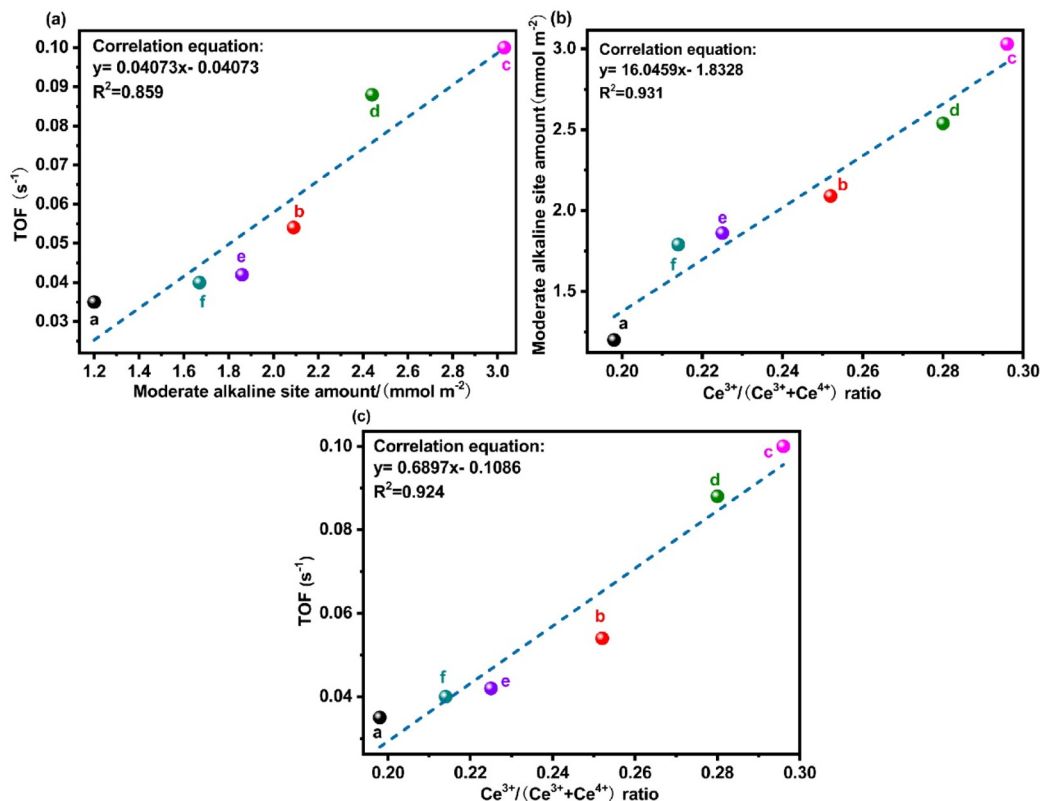 (a)
Correlation equation:
y= 0.04073x- 0.04073
R²=0.859
TOF (s⁻¹)
0.10
0.09
0.08
0.07
0.06
0.05
0.04
0.03
a
f
e
b
d
c
1.2 1.4 1.6 1.8 2.0 2.2 2.4 2.6 2.8 3.0
Moderate alkaline site amount/(mmol m⁻²)
(b)
Correlation equation:
y= 16.0459x- 1.8328
R²=0.931
Moderate alkaline site amount(mmol m⁻²)
3.0
2.5
2.0
1.5
a
f
e
b
d
c
0.20 0.22 0.24 0.26 0.28 0.30
Ce³⁺/(Ce³⁺+Ce⁴⁺) ratio
(c)
Correlation equation:
y= 0.6897x- 0.1086
R²=0.924
TOF (s⁻¹)
0.10
0.08
0.06
0.04
a
f
e
b
d
c
0.20 0.22 0.24 0.26 0.28 0.30
Ce³⁺/(Ce³⁺+Ce⁴⁺) ratio